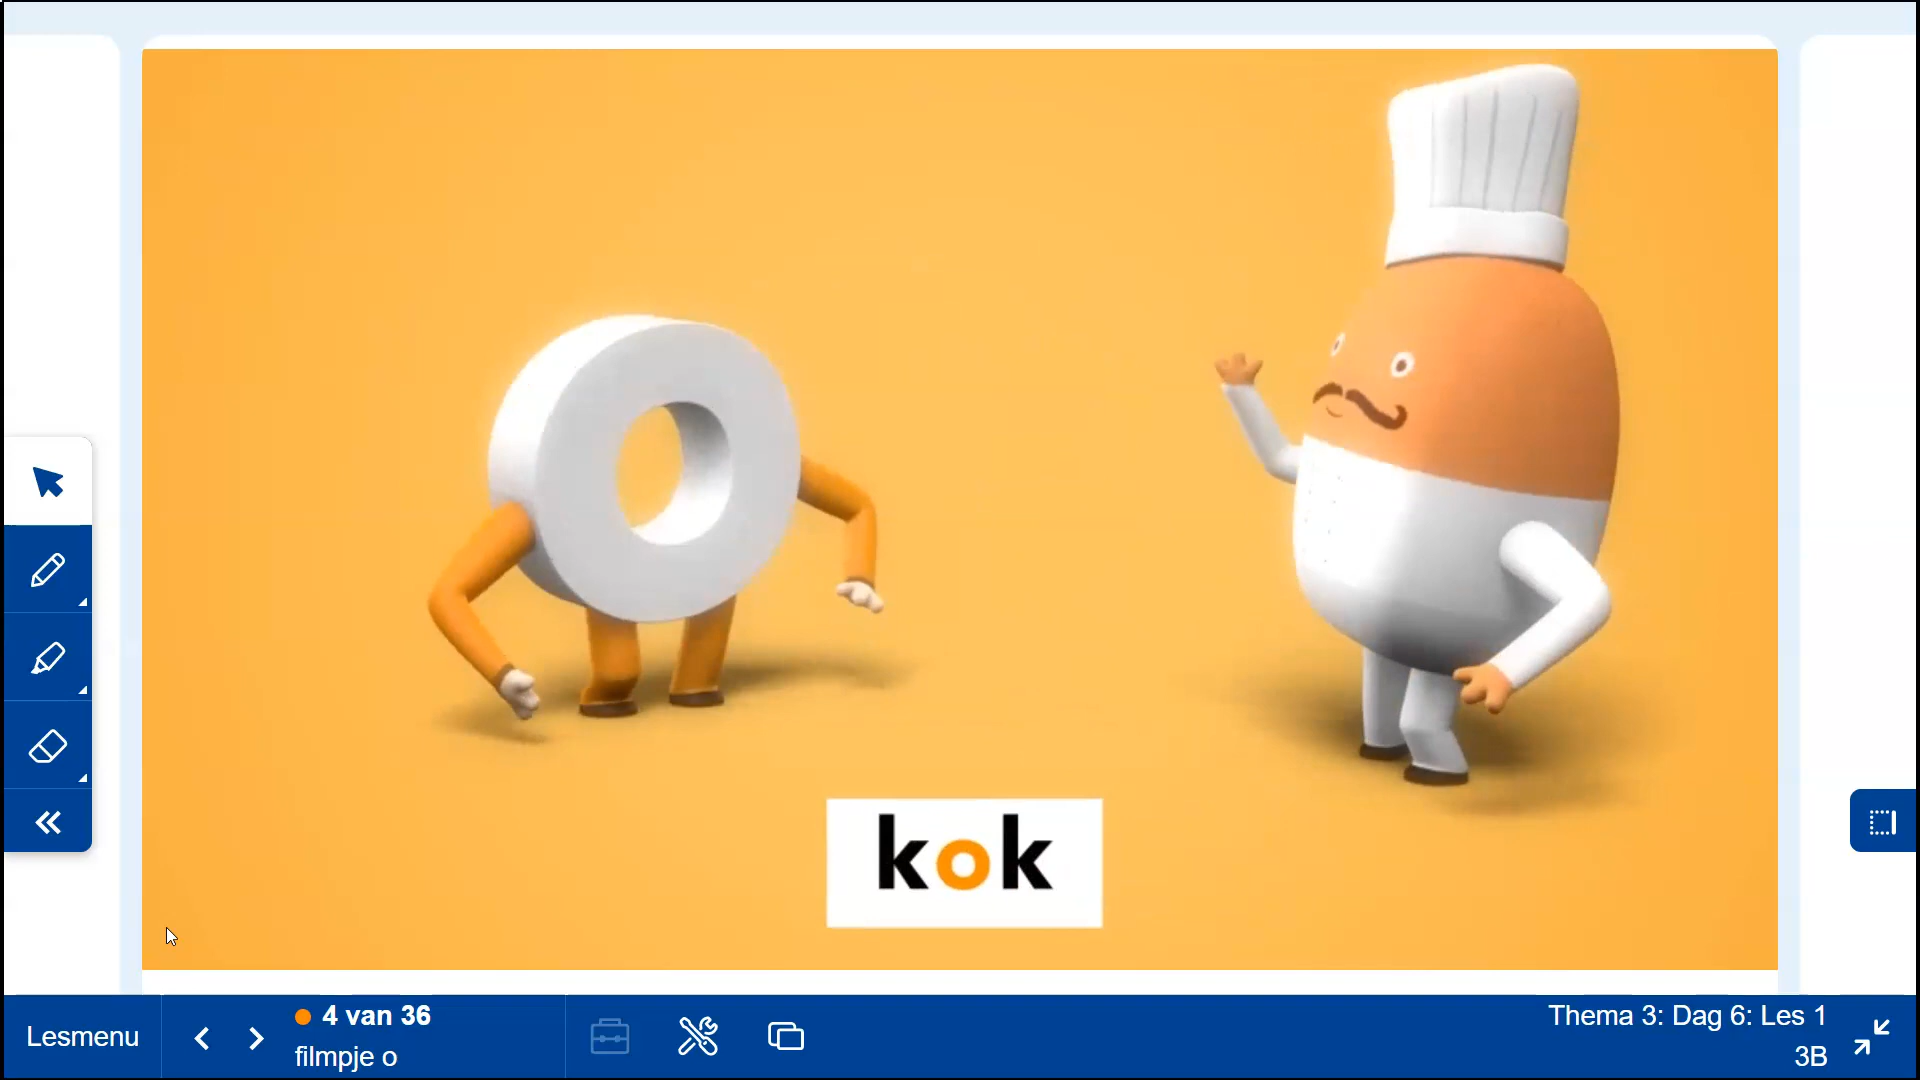 kok
Lesmenu
4 van 36
filmpje o
Thema 3: Dag 6: Les 1
3B